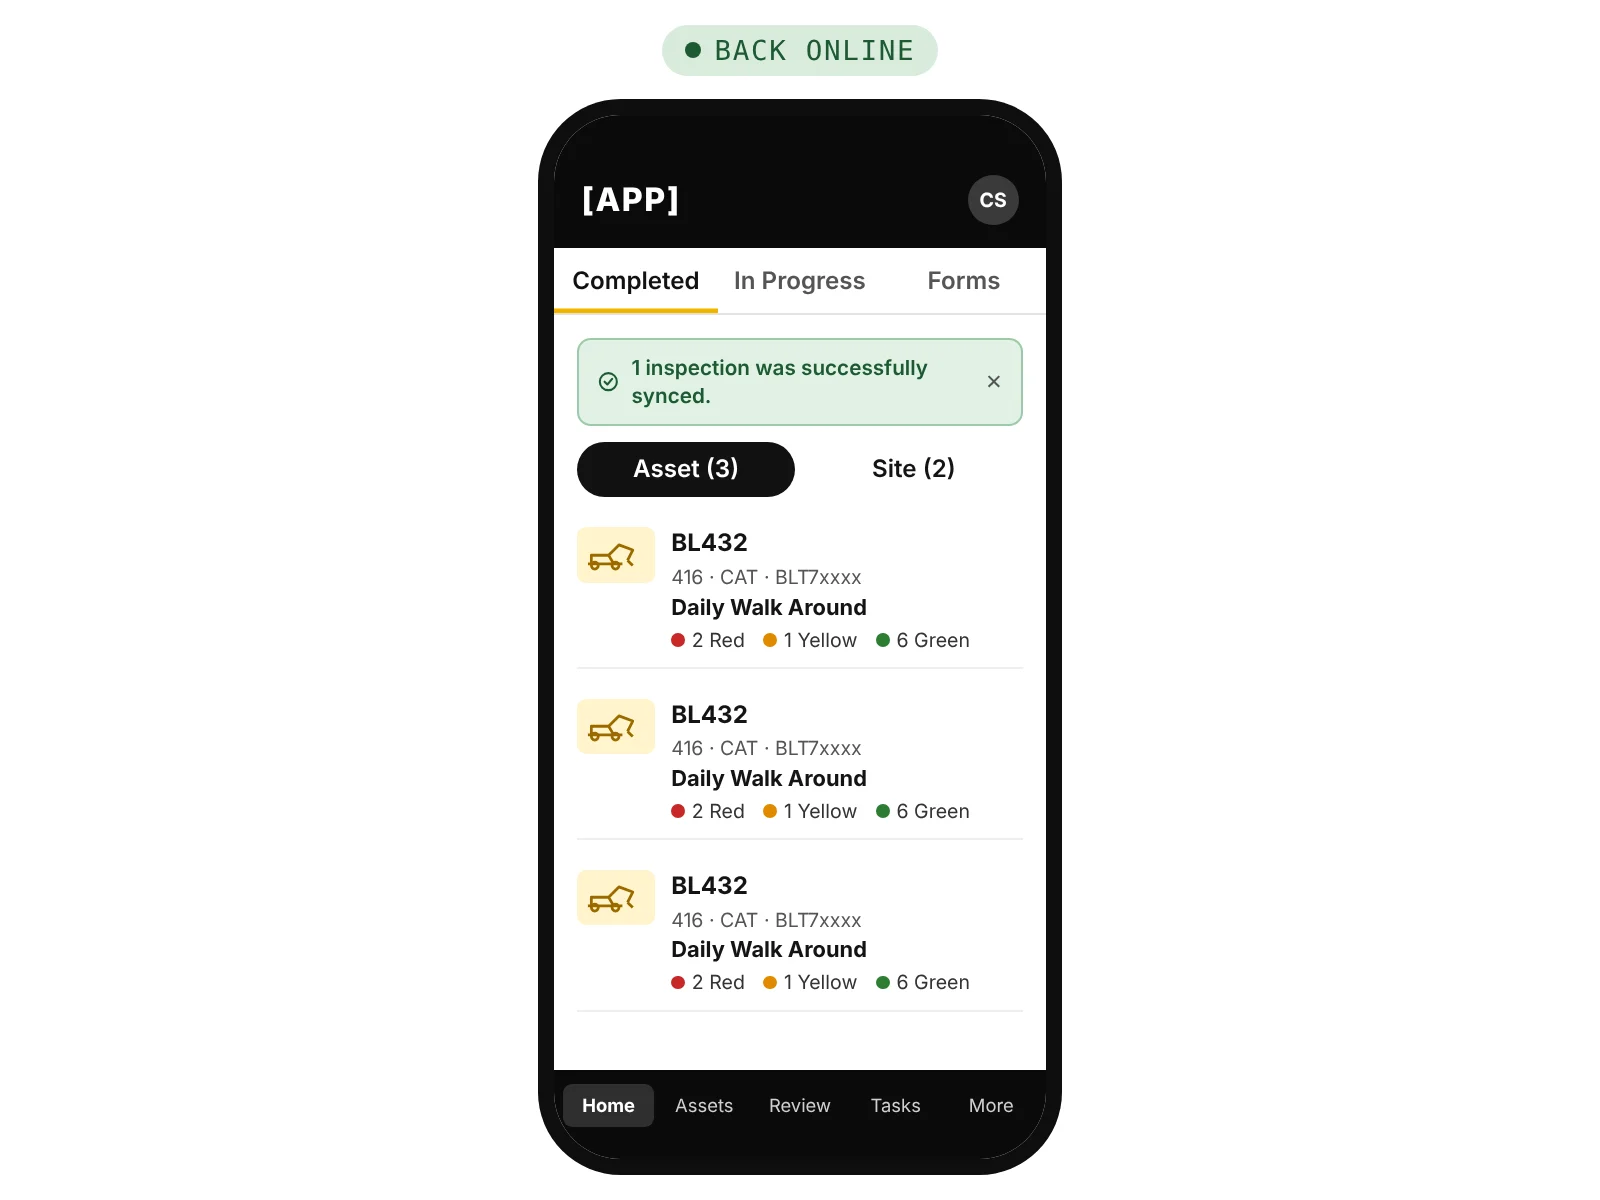 BACK ONLINE
[APP]
CS
Completed
In Progress
Forms
1 inspection was successfully
synced.
Asset (3)
Site (2)
BL432
416 · CAT · BLT7xxxx
Daily Walk Around
2 Red
1 Yellow
6 Green
BL432
416 · CAT · BLT7xxxx
Daily Walk Around
2 Red
1 Yellow
6 Green
BL432
416 · CAT · BLT7xxxx
Daily Walk Around
2 Red
1 Yellow
6 Green
Home
Assets
Review
Tasks
More